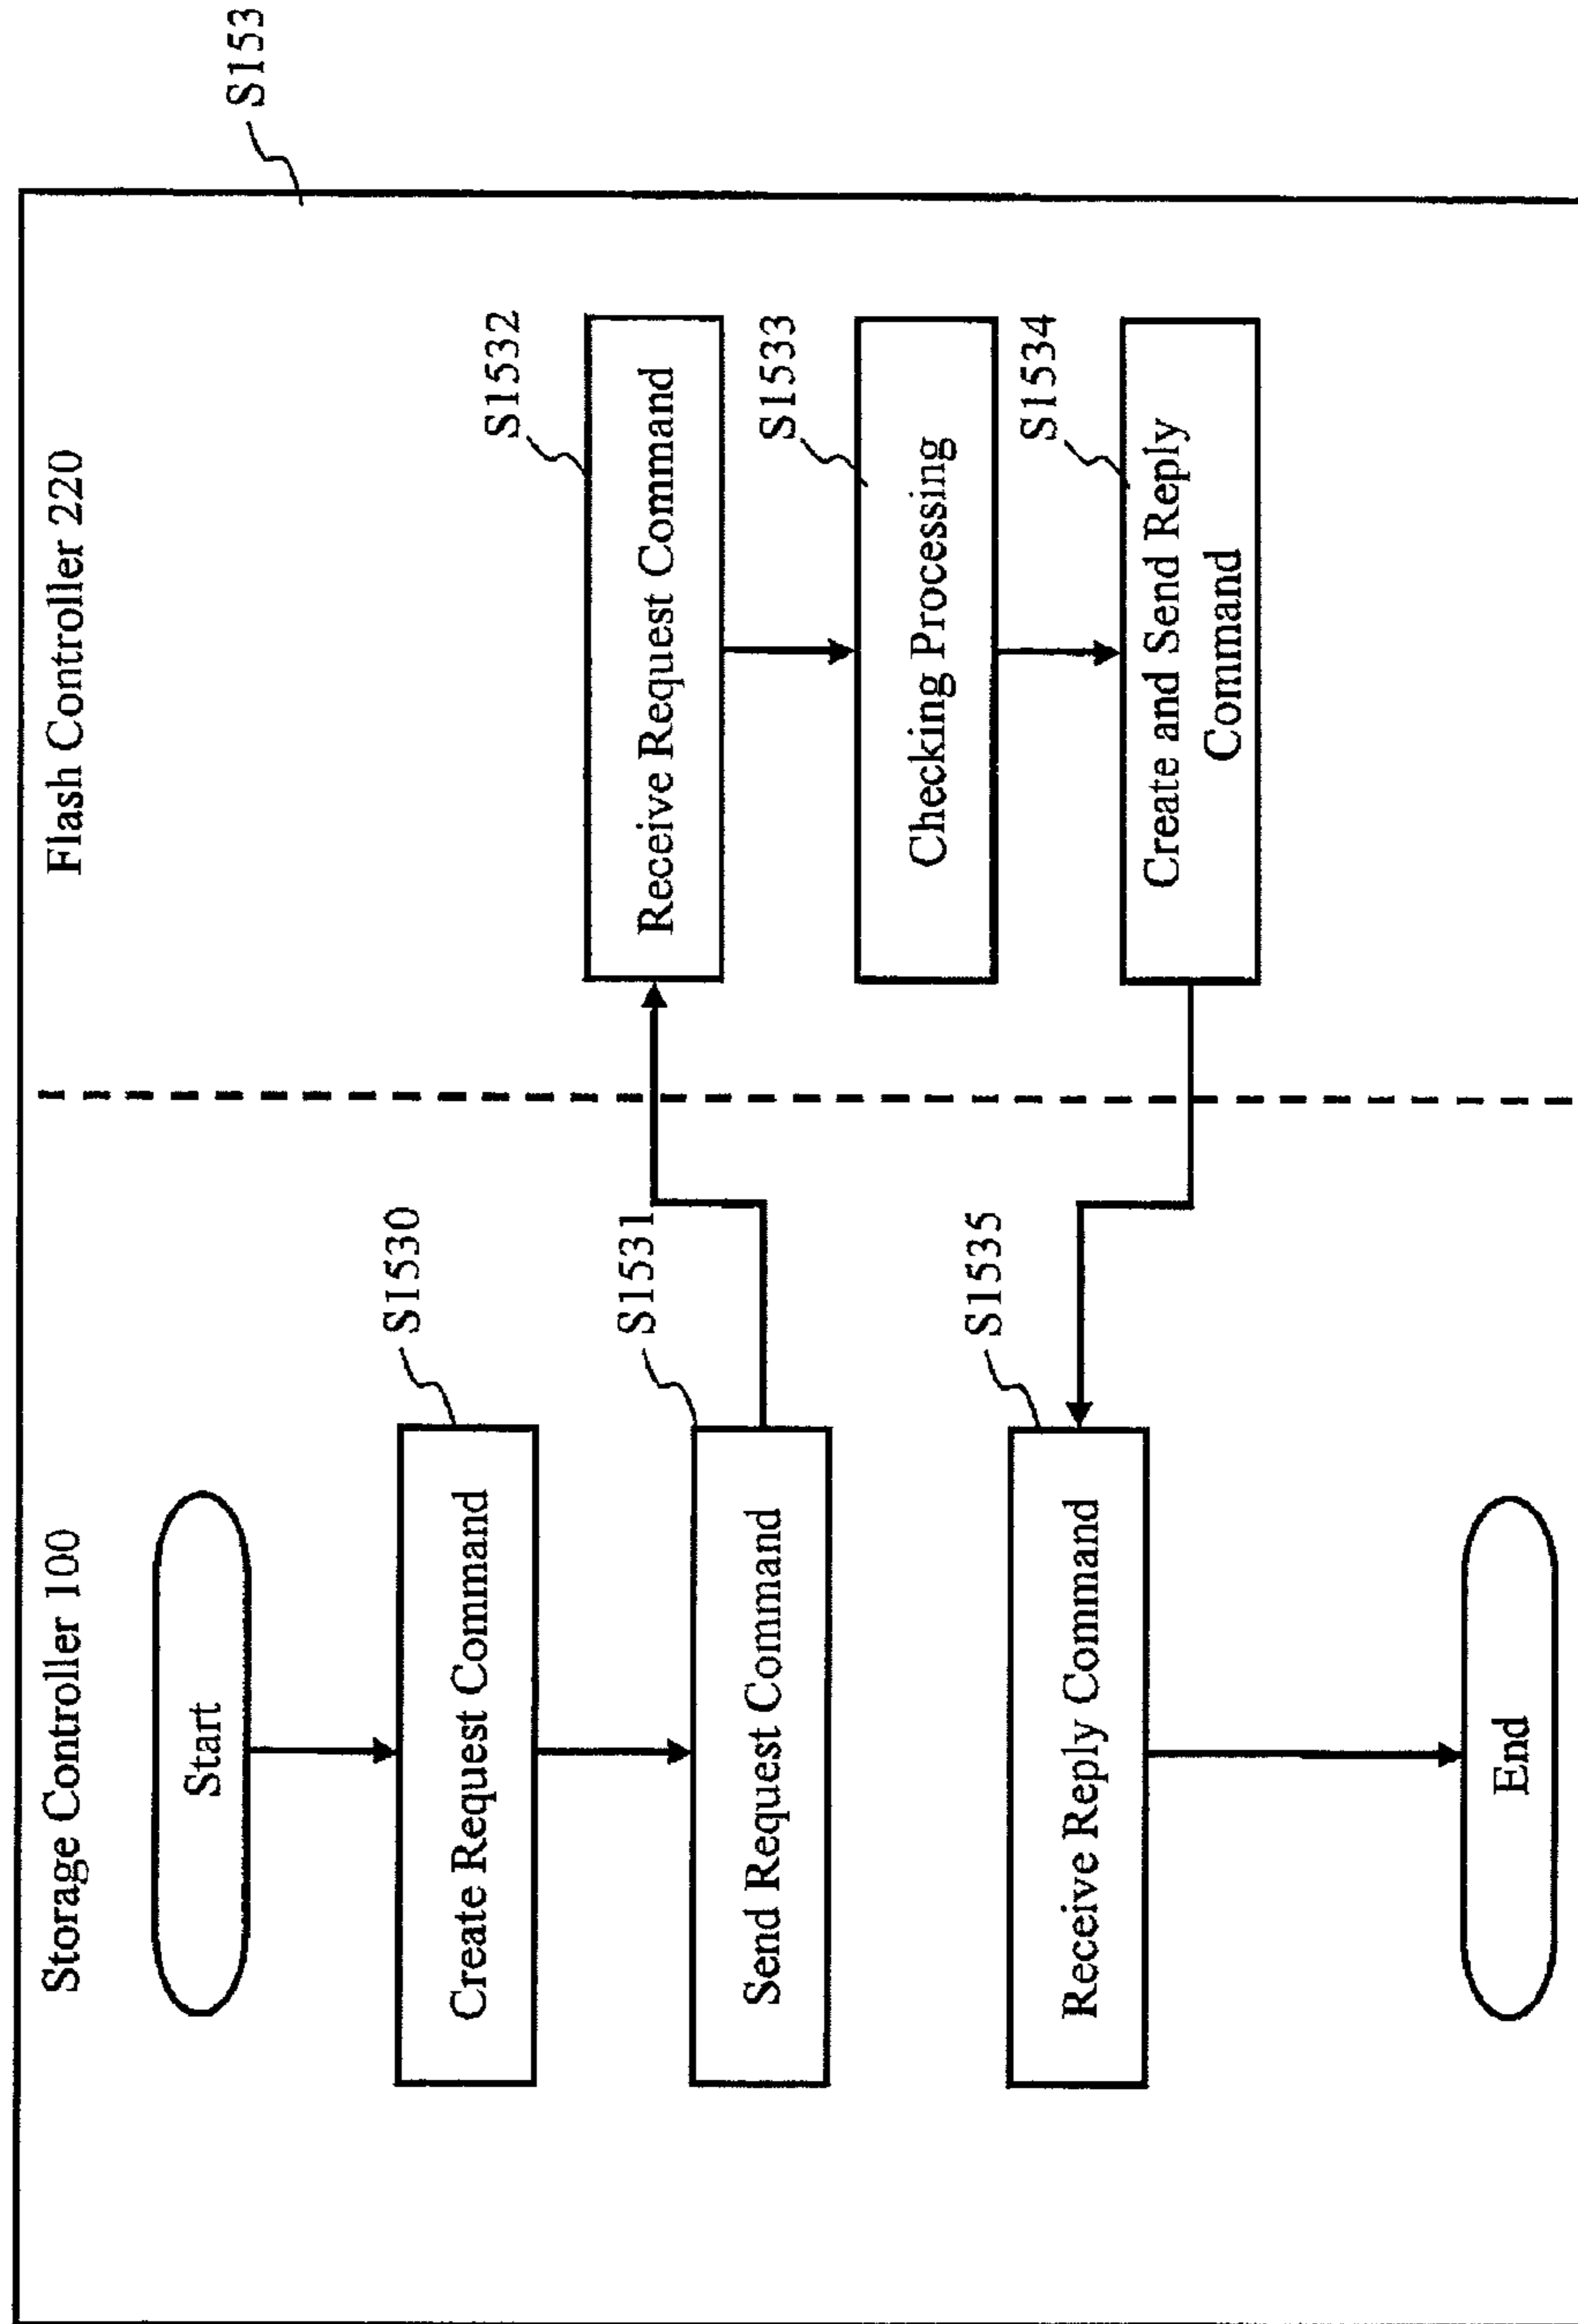 S153
Storage Controller 100
Flash Controller 220
Start
S1530
Create Request Command
S1531
Send Request Command
S1532
Receive Request Command
S1533
Checking Processing
S1534
Create and Send Reply
Command
S1535
Receive Reply Command
End